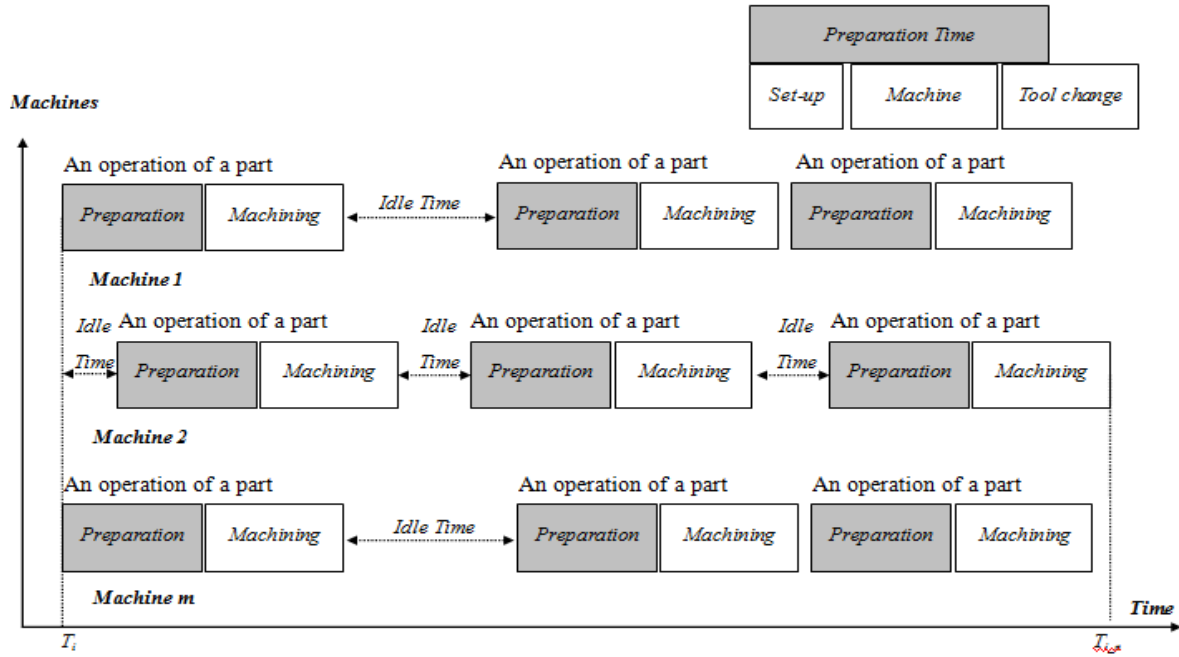 Preparation Time
Set-up Machine Tool change
Machines
An operation of a part An operation of a part An operation of a part
Preparation Machining Idle Time Preparation Machining Preparation Machining
Machine 1
Idle An operation of a part Idle An operation of a part Idle An operation of a part
Time Preparation Machining Time Preparation Machining Time Preparation Machining
Machine 2
An operation of a part An operation of a part An operation of a part
Preparation Machining Idle Time Preparation Machining Preparation Machining
Machine m
Time
Ti